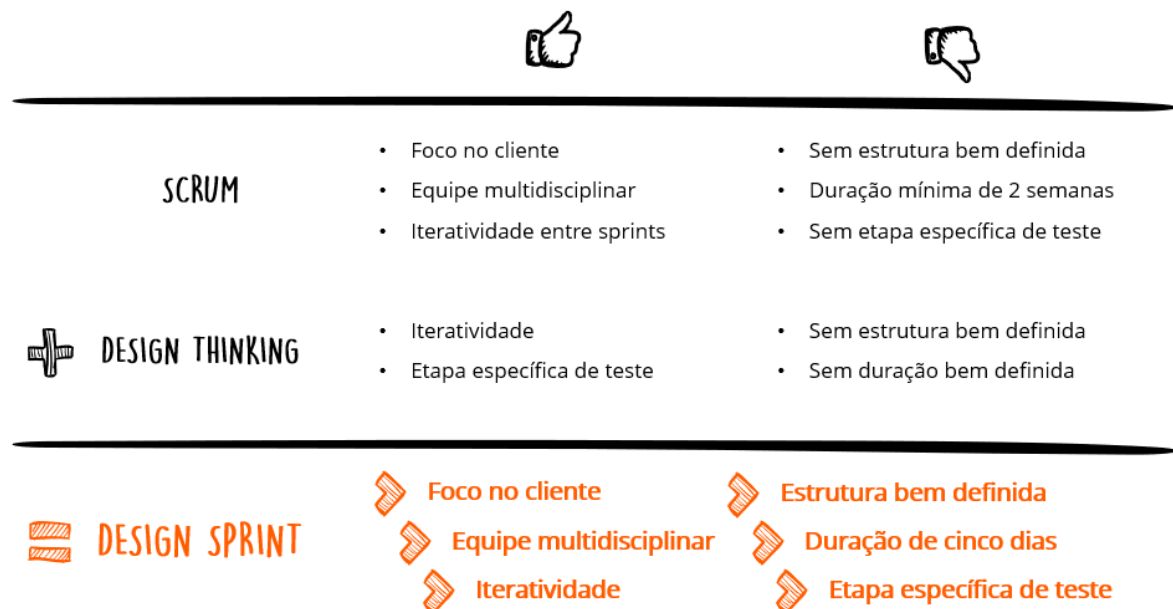 SCRUM
• Foco no cliente
• Equipe multidisciplinar
• Iteratividade entre sprints
• Sem estrutura bem definida
• Duração mínima de 2 semanas
• Sem etapa específica de teste
DESIGN THINKING
• Iteratividade
• Etapa específica de teste
• Sem estrutura bem definida
• Sem duração bem definida
DESIGN SPRINT
Foco no cliente
Equipe multidisciplinar
Iteratividade
Estrutura bem definida
Duração de cinco dias
Etapa específica de teste